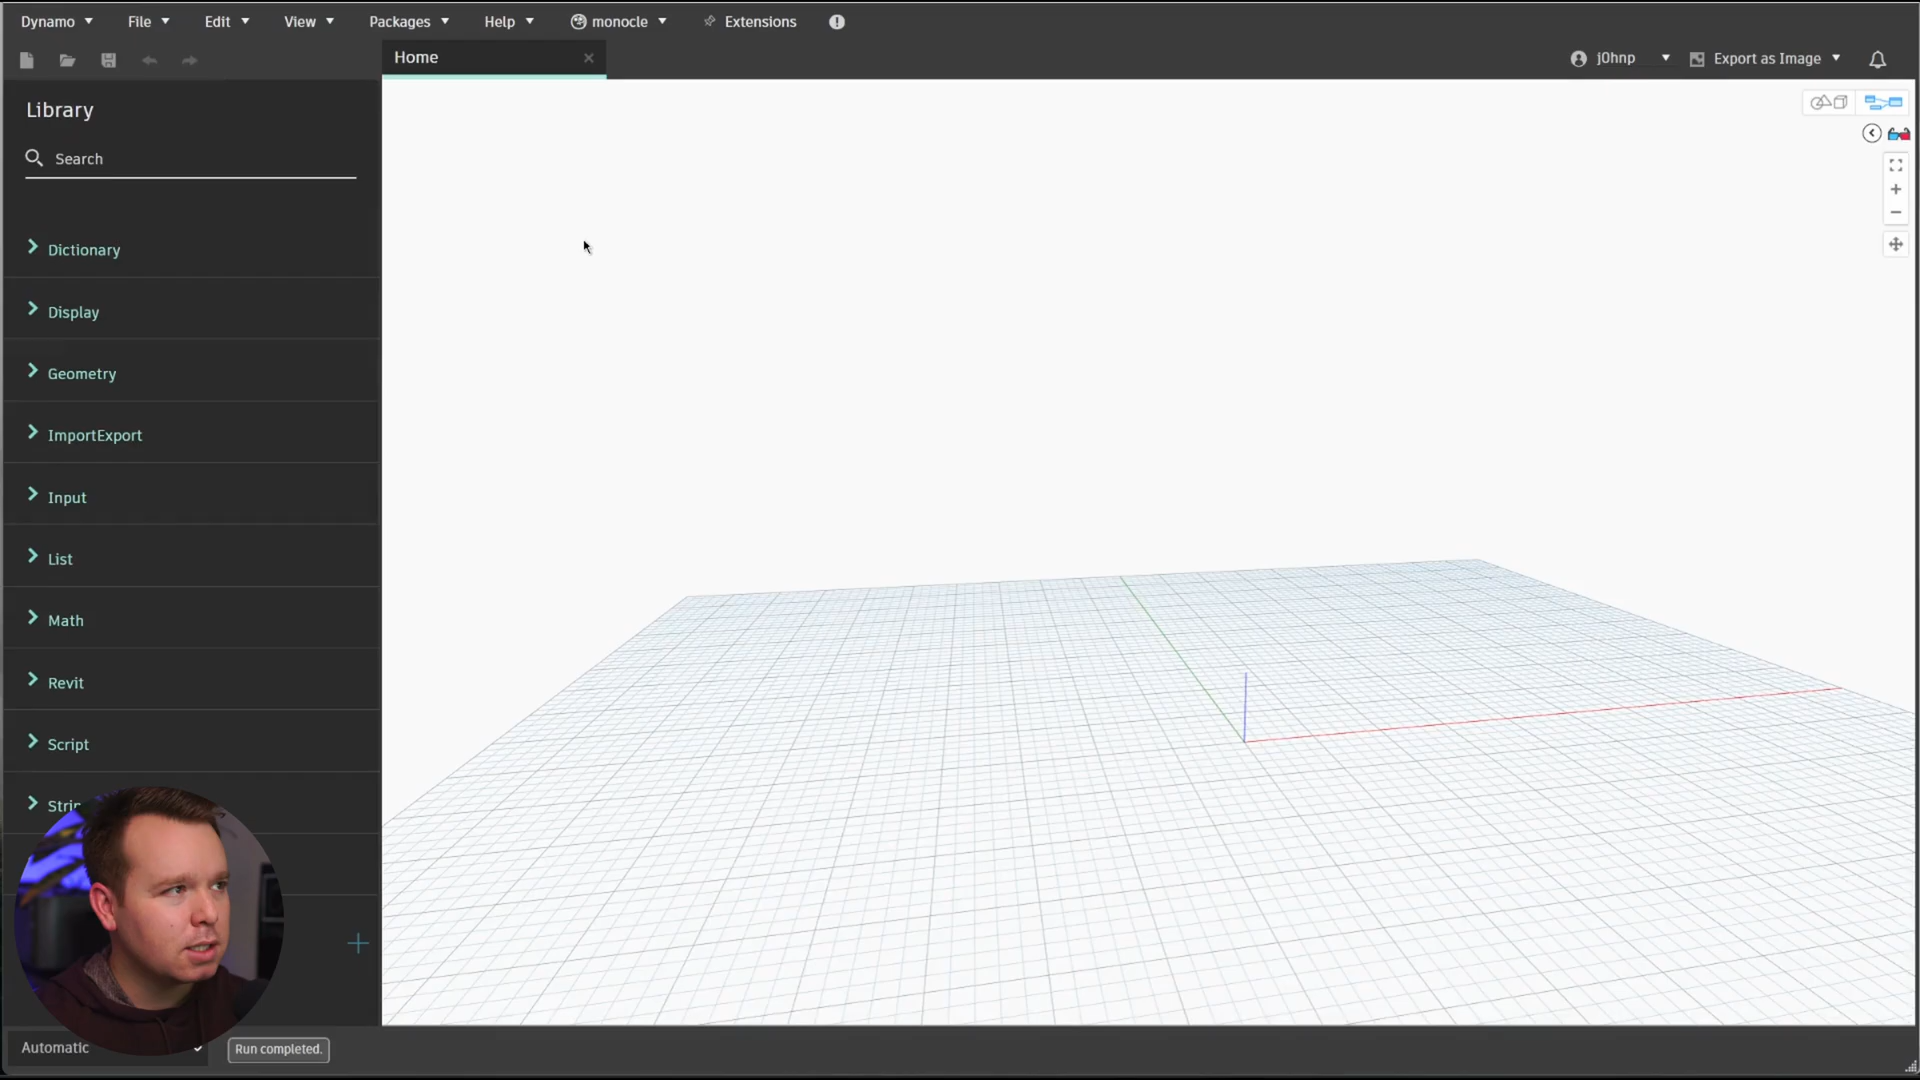 Dynamo
File
Edit
View
Packages
Help
monocle
Extensions
Home
j0hnp
Export as Image
Library
Search
Dictionary
Display
Geometry
ImportExport
Input
List
Math
Revit
Script
Automatic
Run completed.